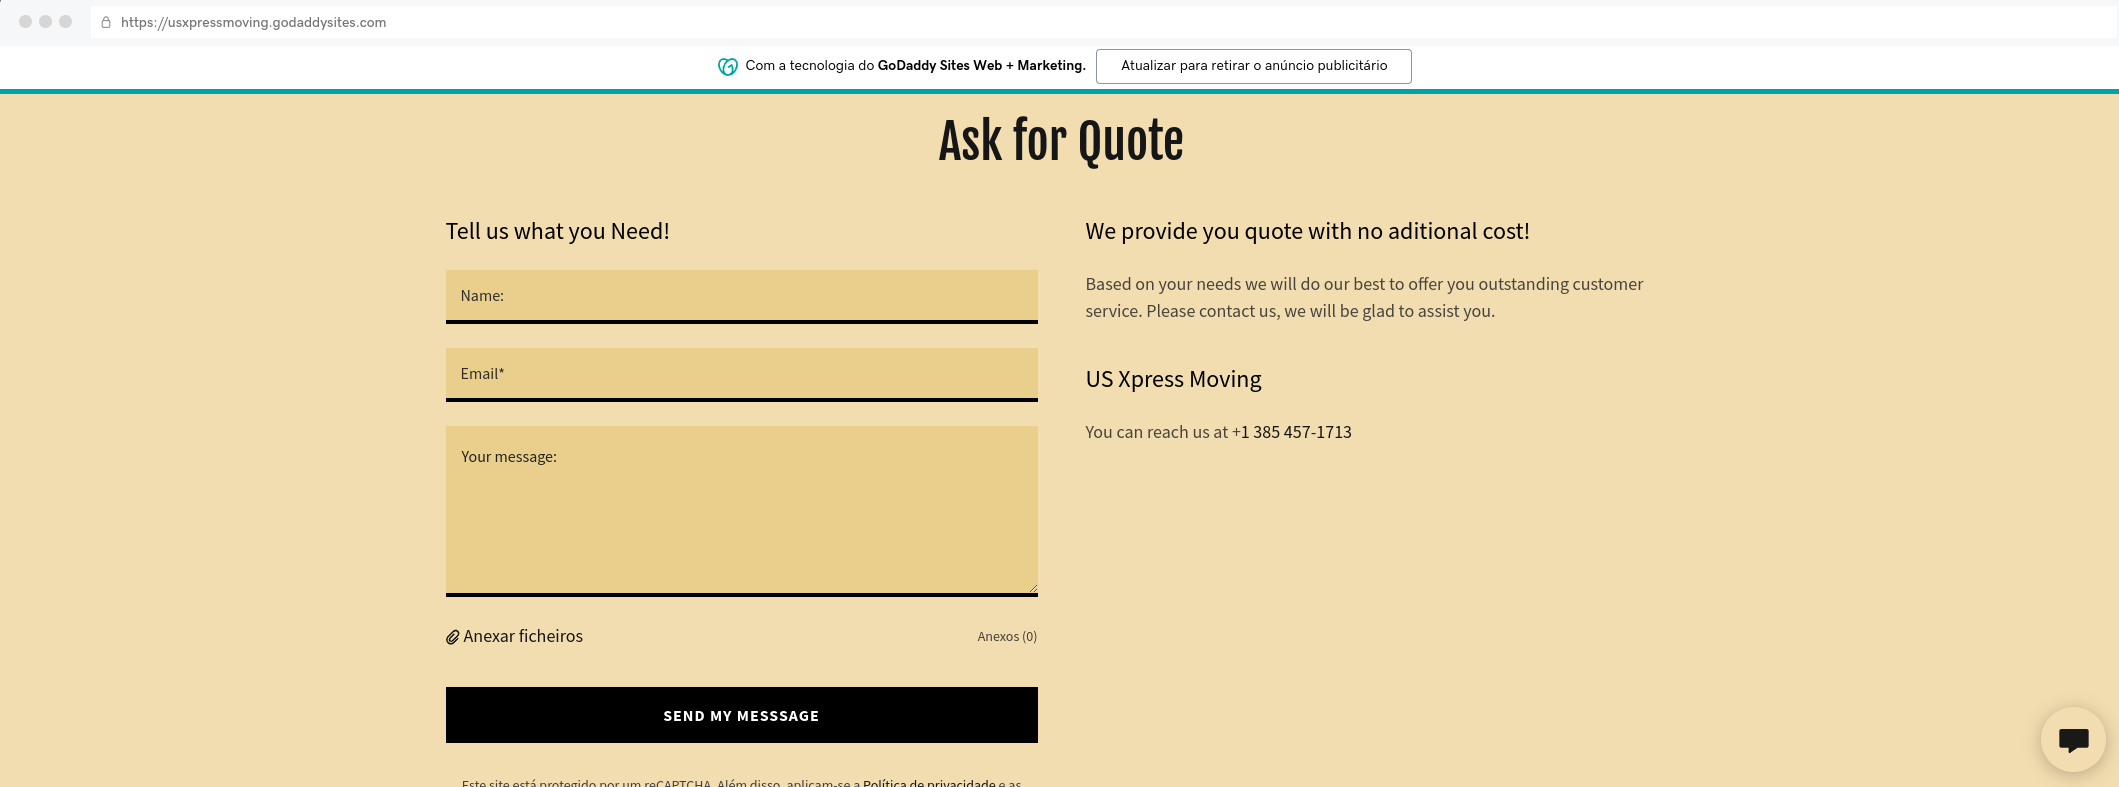 https://usxpressmoving.godaddysites.com
Com a tecnologia do GoDaddy Sites Web + Marketing. Atualizar para retirar o anúncio publicitário
Ask for Quote
Tell us what you Need!
Name:
Email*
Your message:
Anexar ficheiros Anexos (0)
SEND MY MESSSAGE
Este site está protegido por um reCAPTCHA. Além disso, aplicam-se a Política de privacidade e as
We provide you quote with no aditional cost!
Based on your needs we will do our best to offer you outstanding customer
service. Please contact us, we will be glad to assist you.
US Xpress Moving
You can reach us at +1 385 457-1713